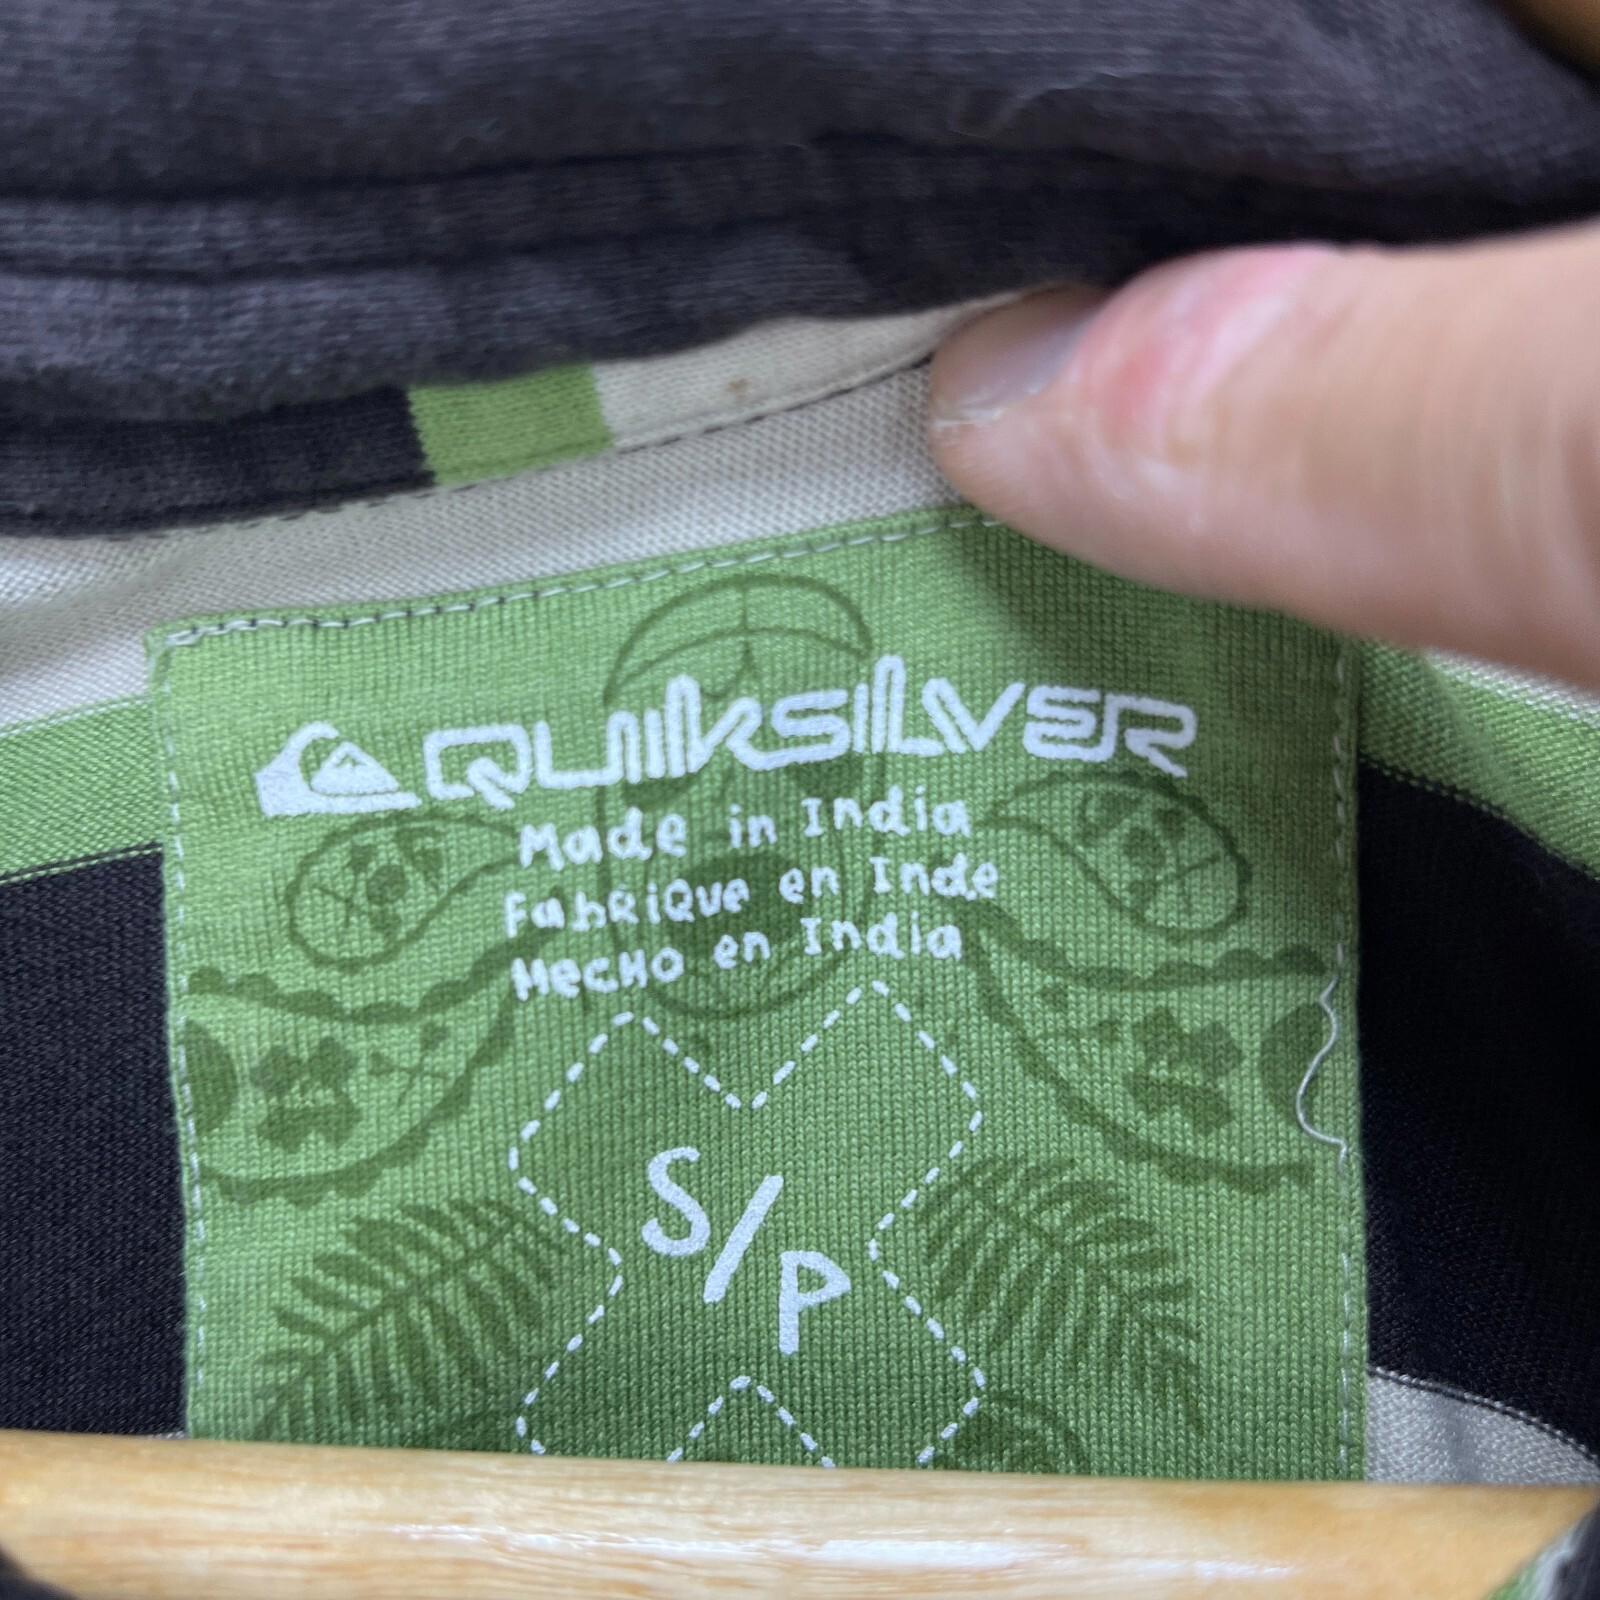 QUIKSILVER
Made in India
FabRiQue en Inde
HecHo en India
S/P